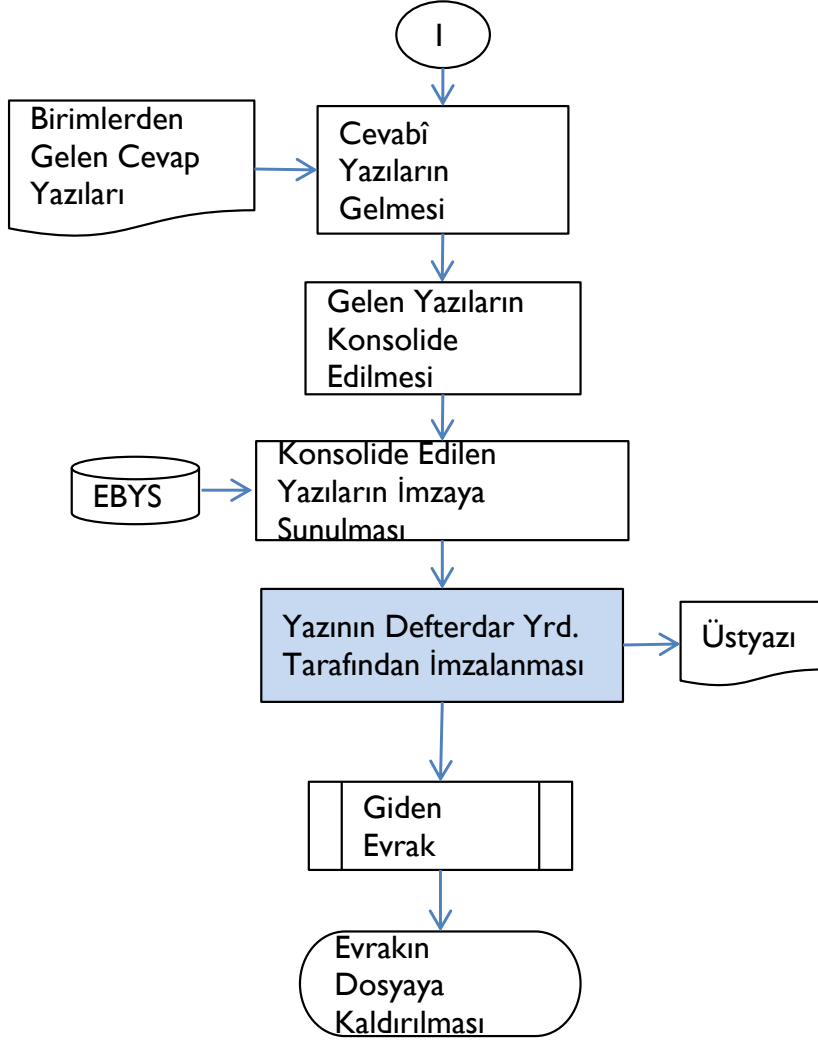 I
Birimlerden
Gelen Cevap
Yazıları
Cevabî
Yazıların
Gelmesi
Gelen Yazıların
Konsolide
Edilmesi
EBYS
Konsolide Edilen
Yazıların İmzaya
Sunulması
Yazının Defterdar Yrd.
Tarafından İmzalanması
Üstyazı
Giden
Evrak
Evrakın
Dosyaya
Kaldırılması